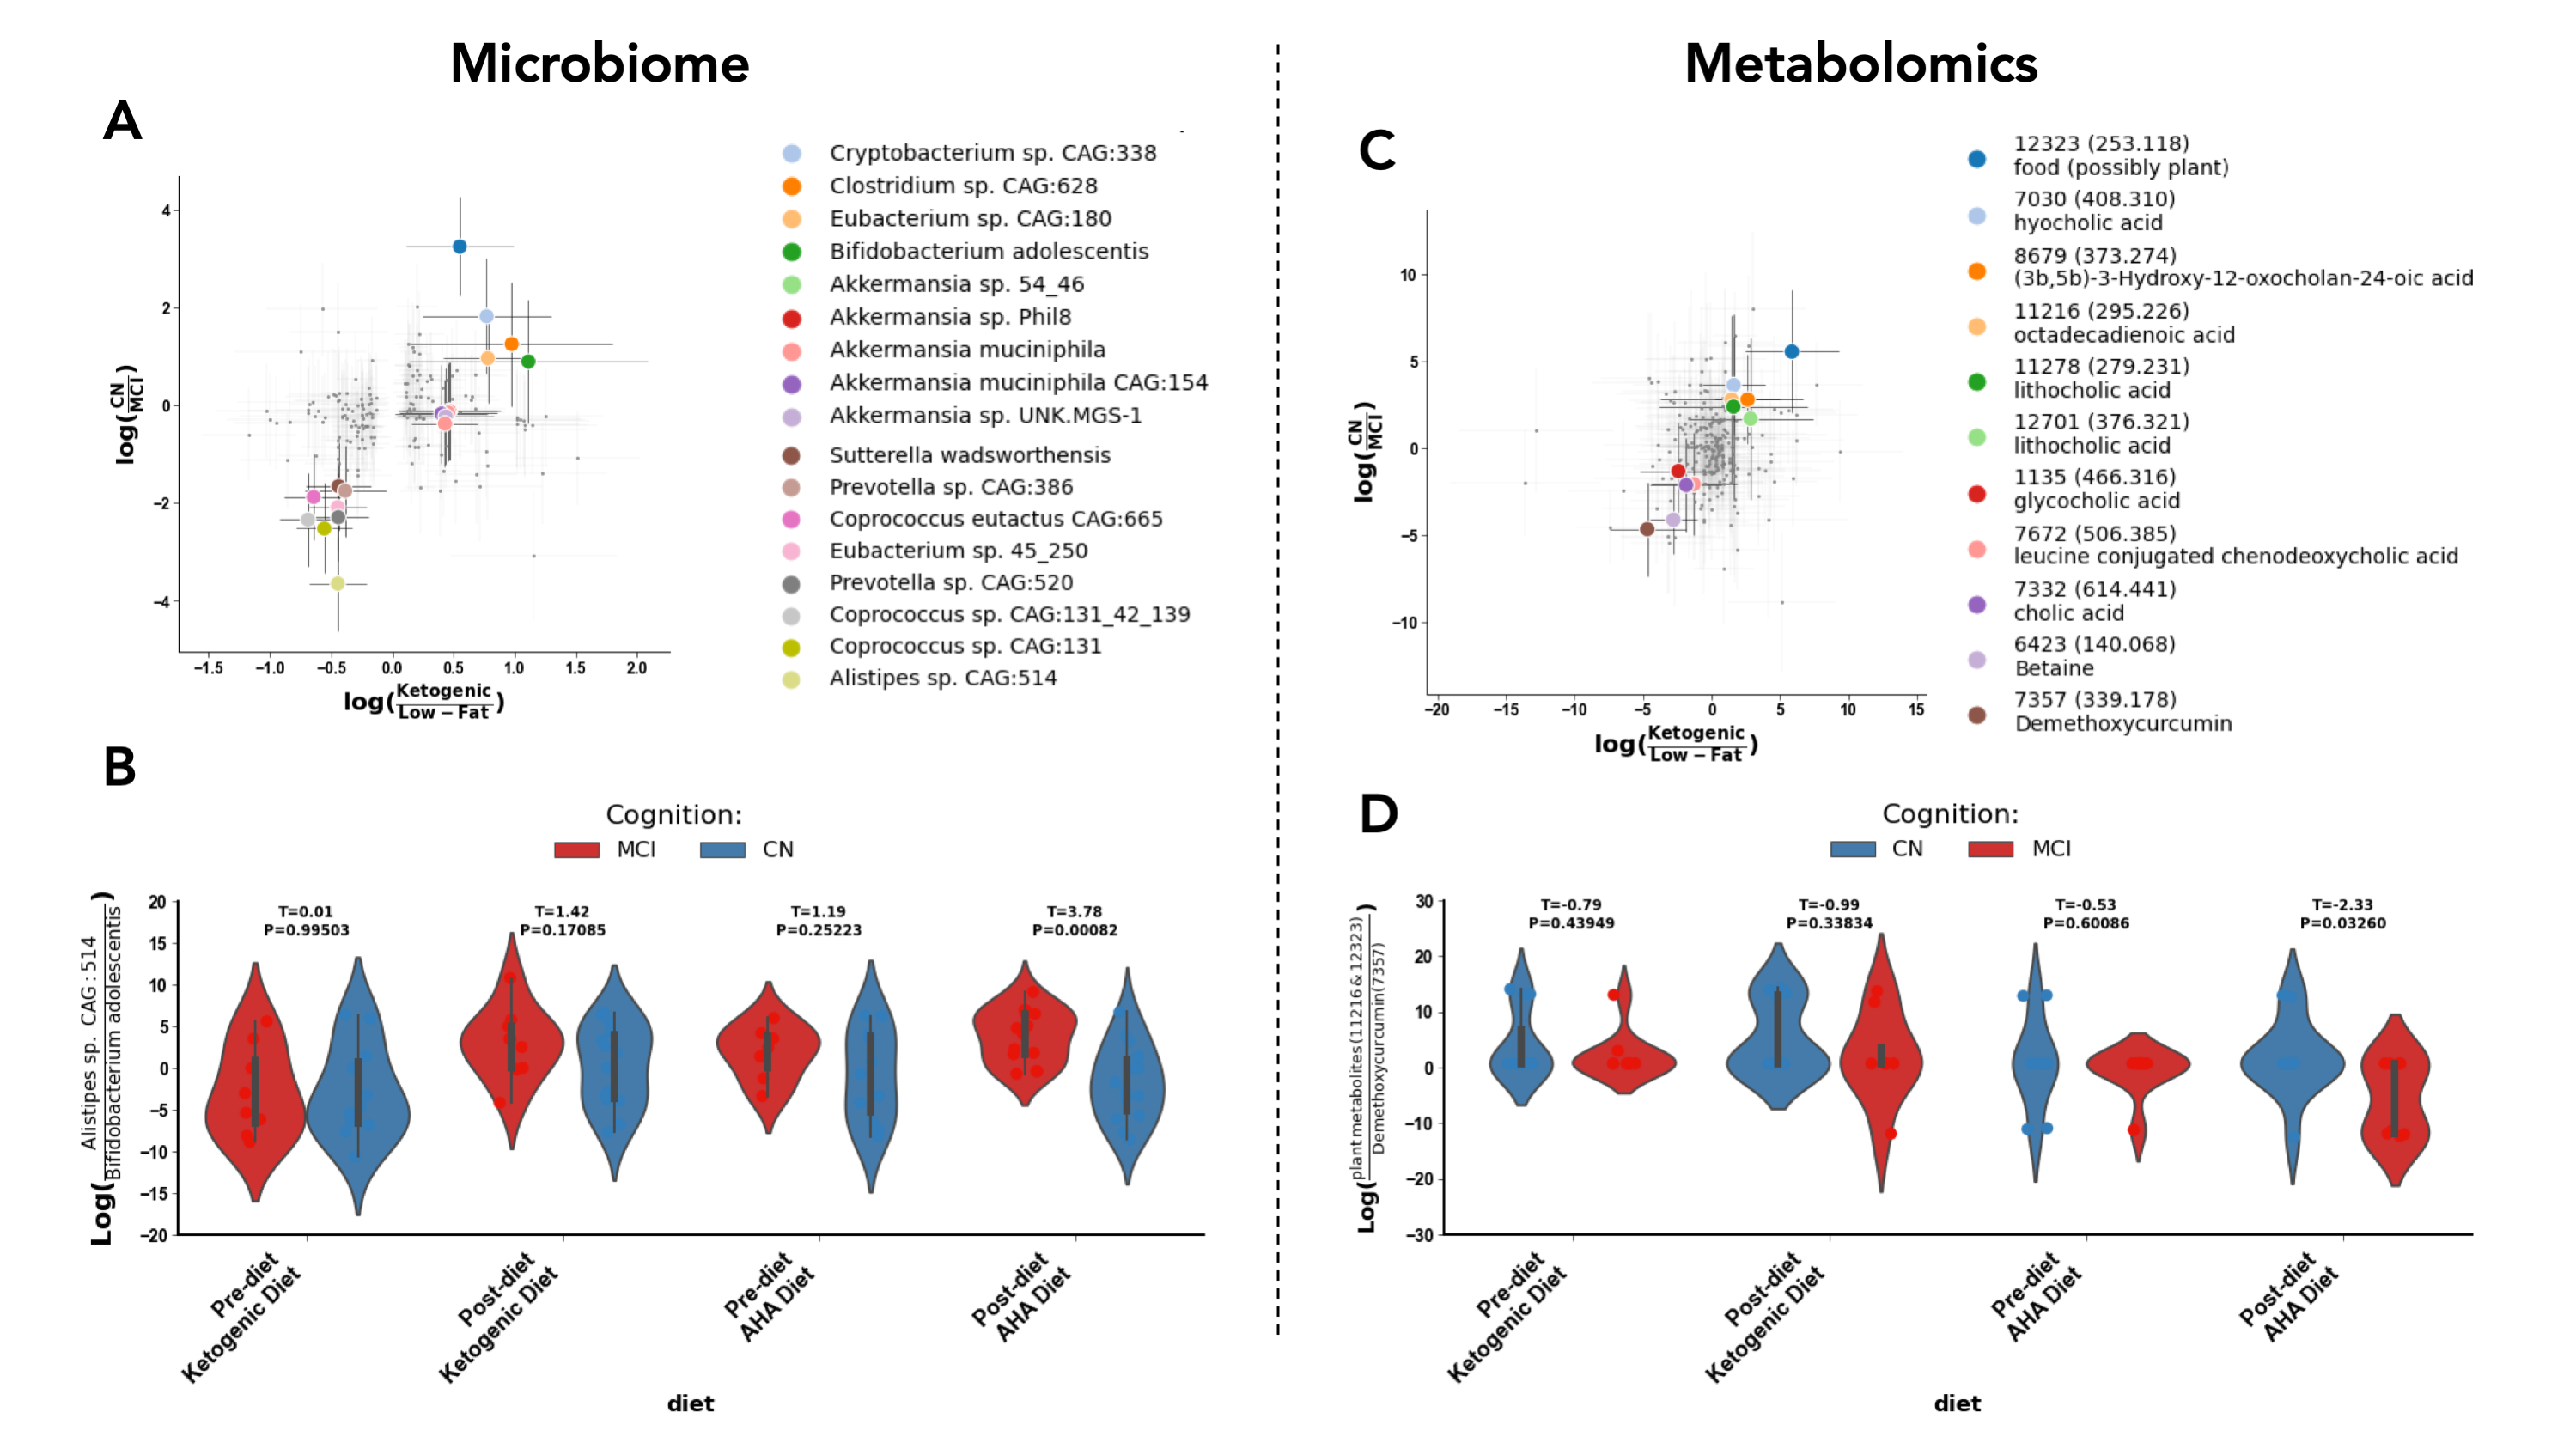 Microbiome
Metabolomics
A
4
2
0
−2
−4
log(CN/MCI)
−1.5 −1.0 −0.5 0.0 0.5 1.0 1.5 2.0
log(Ketogenic/Low − Fat)
Cryptobacterium sp. CAG:338
Clostridium sp. CAG:628
Eubacterium sp. CAG:180
Bifidobacterium adolescentis
Akkermansia sp. 54_46
Akkermansia sp. Phil8
Akkermansia muciniphila
Akkermansia muciniphila CAG:154
Akkermansia sp. UNK.MGS-1
Sutterella wadsworthensis
Prevotella sp. CAG:386
Coprococcus eutactus CAG:665
Eubacterium sp. 45_250
Prevotella sp. CAG:520
Coprococcus sp. CAG:131_42_139
Coprococcus sp. CAG:131
Alistipes sp. CAG:514
C
10
5
0
−5
−10
log(CN/MCI)
−20 −15 −10 −5 0 5 10 15
log(Ketogenic/Low − Fat)
12323 (253.118)
food (possibly plant)
7030 (408.310)
hyocholic acid
8679 (373.274)
(3b,5b)-3-Hydroxy-12-oxocholan-24-oic acid
11216 (295.226)
octadecadienoic acid
11278 (279.231)
lithocholic acid
12701 (376.321)
lithocholic acid
1135 (466.316)
glycocholic acid
7672 (506.385)
leucine conjugated chenodeoxycholic acid
7332 (614.441)
cholic acid
6423 (140.068)
Betaine
7357 (339.178)
Demethoxycurcumin
B
Cognition:
MCI CN
Log(Alistipes sp. CAG : 514/Bifidobacterium adolescentis)
20
15
10
5
0
−5
−10
−15
−20
T=0.01
P=0.99503
T=1.42
P=0.17085
T=1.19
P=0.25223
T=3.78
P=0.00082
Pre-diet
Ketogenic Diet
Post-diet
Ketogenic Diet
Pre-diet
AHA Diet
Post-diet
AHA Diet
diet
D
Cognition:
CN MCI
Log(plant metabolites (11216 & 12323)/Demethoxycurcumin(7357))
30
20
10
0
−10
−20
−30
T=-0.79
P=0.43949
T=-0.99
P=0.33834
T=-0.53
P=0.60086
T=-2.33
P=0.03260
Pre-diet
Ketogenic Diet
Post-diet
Ketogenic Diet
Pre-diet
AHA Diet
Post-diet
AHA Diet
diet